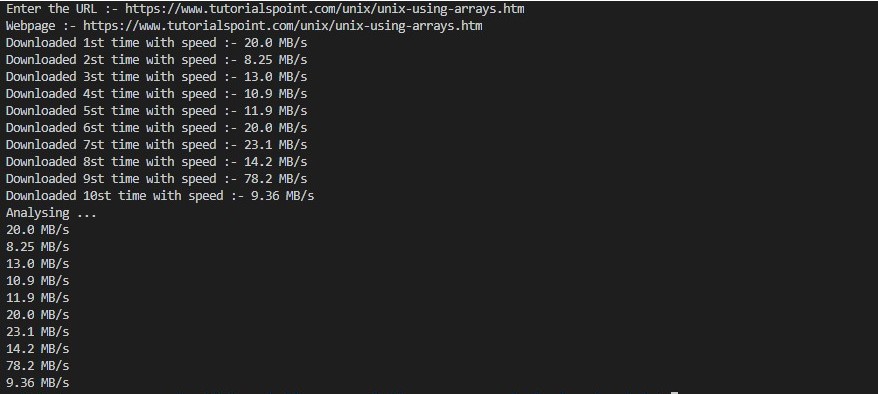 Enter the URL :- https://www.tutorialspoint.com/unix/unix-using-arrays.htm
Webpage :- https://www.tutorialspoint.com/unix/unix-using-arrays.htm
Downloaded 1st time with speed :- 20.0 MB/s
Downloaded 2st time with speed :- 8.25 MB/s
Downloaded 3st time with speed :- 13.0 MB/s
Downloaded 4st time with speed :- 10.9 MB/s
Downloaded 5st time with speed :- 11.9 MB/s
Downloaded 6st time with speed :- 20.0 MB/s
Downloaded 7st time with speed :- 23.1 MB/s
Downloaded 8st time with speed :- 14.2 MB/s
Downloaded 9st time with speed :- 78.2 MB/s
Downloaded 10st time with speed :- 9.36 MB/s
Analysing ...
20.0 MB/s
8.25 MB/s
13.0 MB/s
10.9 MB/s
11.9 MB/s
20.0 MB/s
23.1 MB/s
14.2 MB/s
78.2 MB/s
9.36 MB/s